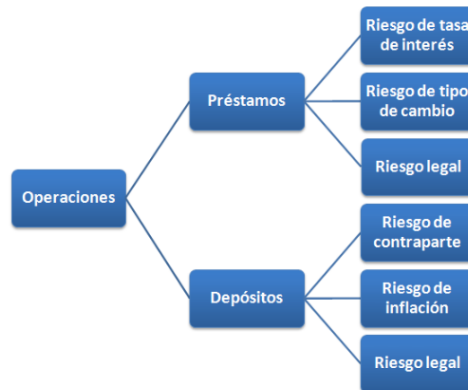 Riesgo de tasa
de interés
Préstamos
Riesgo de tipo
de cambio
Riesgo legal
Operaciones
Riesgo de
contraparte
Depósitos
Riesgo de
inflación
Riesgo legal